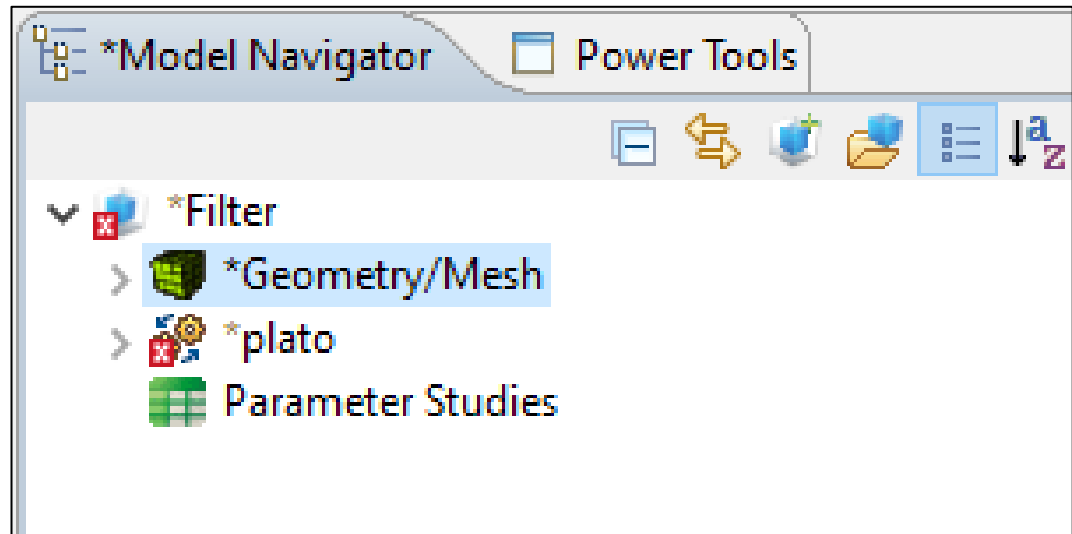 *Model Navigator Power Tools
*Filter
*Geometry/Mesh
*plato
Parameter Studies